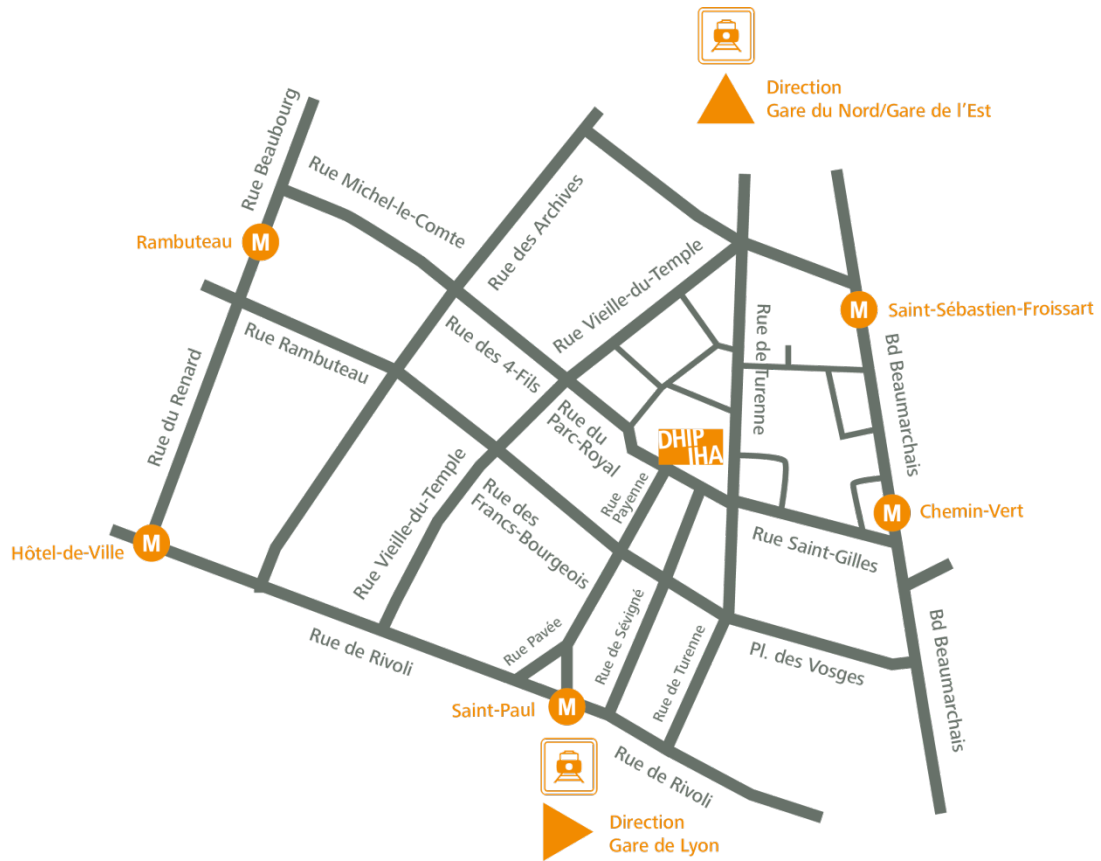 Direction
Gare du Nord/Gare de l'Est
Rue Beaubourg
Rue Michel-le-Comte
Rue des Archives
Rambuteau
M
Rue Vieille-du-Temple
Saint-Sébastien-Froissart
M
Rue de Turenne
Rue Rambuteau
Rue des 4-Fils
Bd Beaumarchais
Rue du Renard
Rue du
Parc-Royal
DHIP
IHA
Rue
Payenne
Rue Vieille-du-Temple
Rue des
Francs-Bourgeois
M
Chemin-Vert
Rue Saint-Gilles
Hôtel-de-Ville
M
Rue de Rivoli
Rue Pavée
Rue de Sévigné
Rue de Turenne
Pl. des Vosges
Bd Beaumarchais
Saint-Paul
M
Rue de Rivoli
Direction
Gare de Lyon